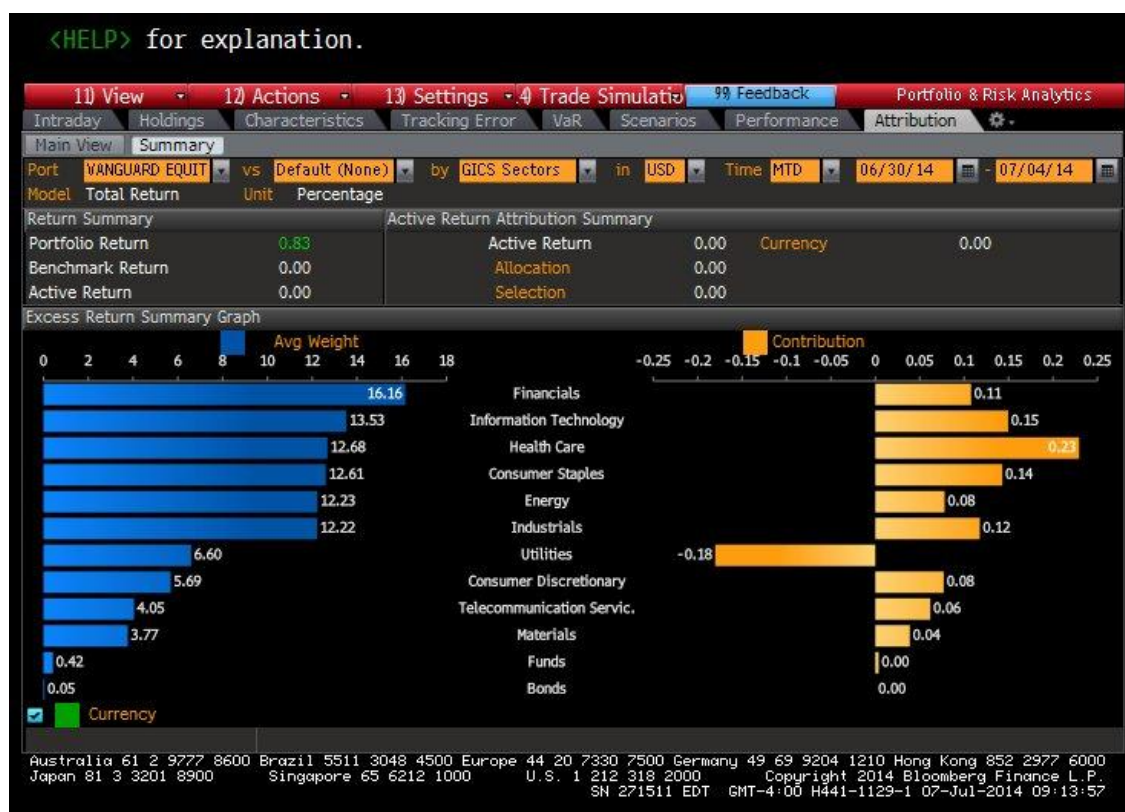 <HELP> for explanation.
11) View 12) Actions 13) Settings 4) Trade Simulatio 99) Feedback Portfolio & Risk Analytics
Intraday Holdings Characteristics Tracking Error VaR Scenarios Performance Attribution
Main View Summary
Port VANGUARD EQUIT vs Default (None) by GICS Sectors in USD Time MTD 06/30/14 - 07/04/14
Model Total Return Unit Percentage
Return Summary Active Return Attribution Summary
Portfolio Return 0.83 Active Return 0.00 Currency 0.00
Benchmark Return 0.00 Allocation 0.00
Active Return 0.00 Selection 0.00
Excess Return Summary Graph
Avg Weight Contribution
0 2 4 6 8 10 12 14 16 18 -0.25 -0.2 -0.15 -0.1 -0.05 0 0.05 0.1 0.15 0.2 0.25
16.16 Financials 0.11
13.53 Information Technology 0.15
12.68 Health Care 0.23
12.61 Consumer Staples 0.14
12.23 Energy 0.08
12.22 Industrials 0.12
6.60 Utilities -0.18
5.69 Consumer Discretionary 0.08
4.05 Telecommunication Servic. 0.06
3.77 Materials 0.04
0.42 Funds 0.00
0.05 Bonds 0.00
Currency
Australia 61 2 9777 8600 Brazil 5511 3048 4500 Europe 44 20 7330 7500 Germany 49 69 9204 1210 Hong Kong 852 2977 6000
Japan 81 3 3201 8900 Singapore 65 6212 1000 U.S. 1 212 318 2000 Copyright 2014 Bloomberg Finance L.P.
SN 271511 EDT GMT-4:00 H441-1129-1 07-Jul-2014 09:13:57